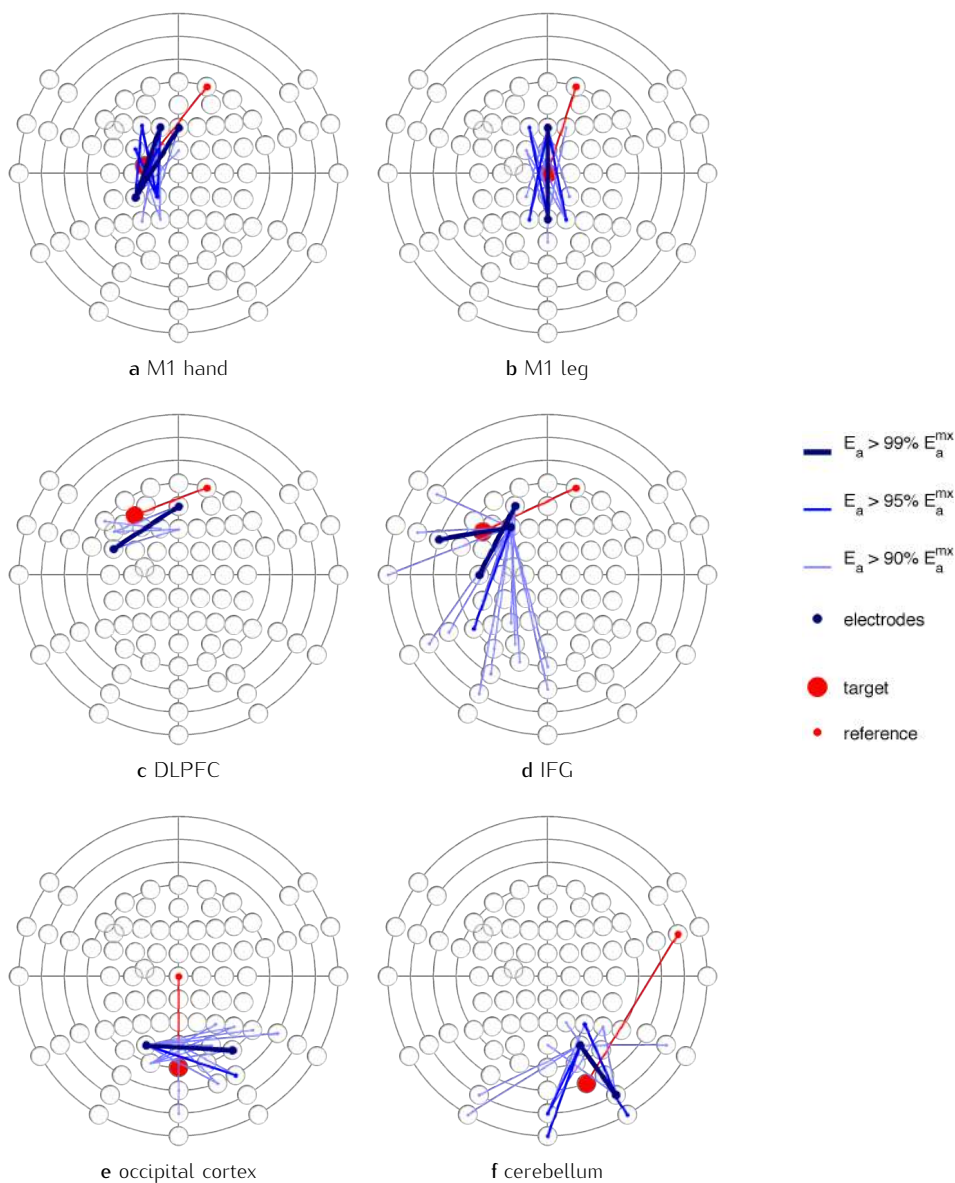 a M1 hand
b M1 leg
c DLPFC
d IFG
E_a > 99% E_a^mx
E_a > 95% E_a^mx
E_a > 90% E_a^mx
electrodes
target
reference
e occipital cortex
f cerebellum